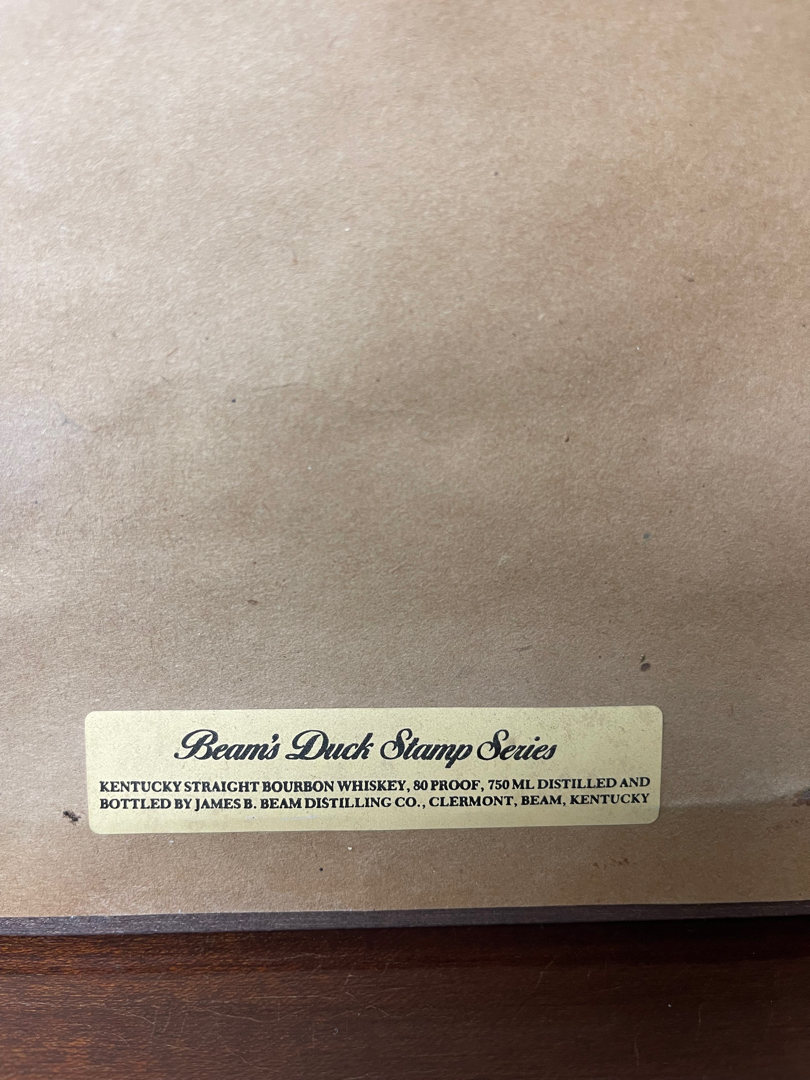 Beam's Duck Stamp Series
KENTUCKY STRAIGHT BOURBON WHISKEY, 80 PROOF, 750 ML DISTILLED AND
BOTTLED BY JAMES B. BEAM DISTILLING CO., CLERMONT, BEAM, KENTUCKY